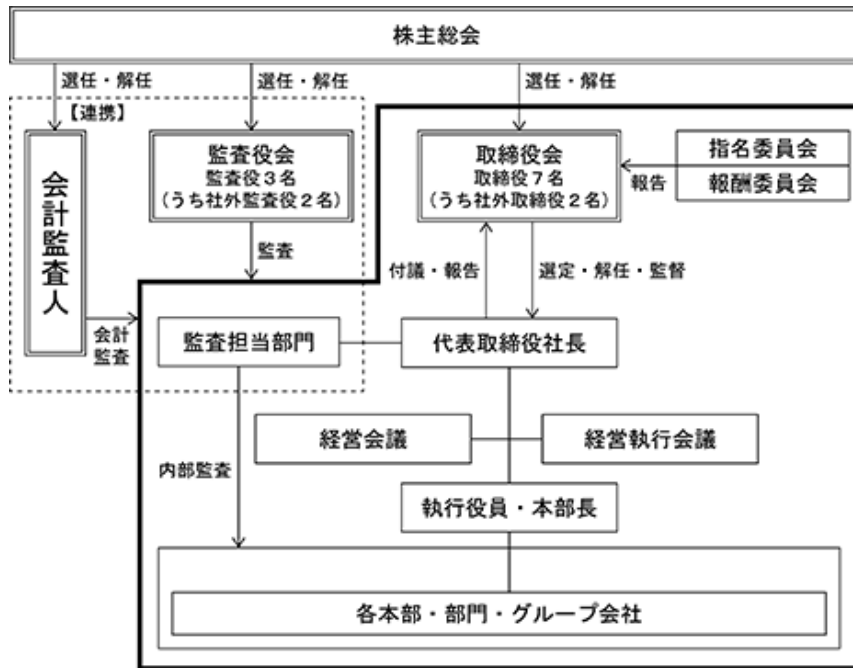 株主総会
選任・解任
選任・解任
選任・解任
【連携】
会計監査人
監査役会
監査役3名
(うち社外監査役2名)
取締役会
取締役7名
(うち社外取締役2名)
指名委員会
報酬委員会
報告
監査
付議・報告
選定・解任・監督
会計
監査
監査担当部門
代表取締役社長
経営会議
経営執行会議
内部監査
執行役員・本部長
各本部・部門・グループ会社